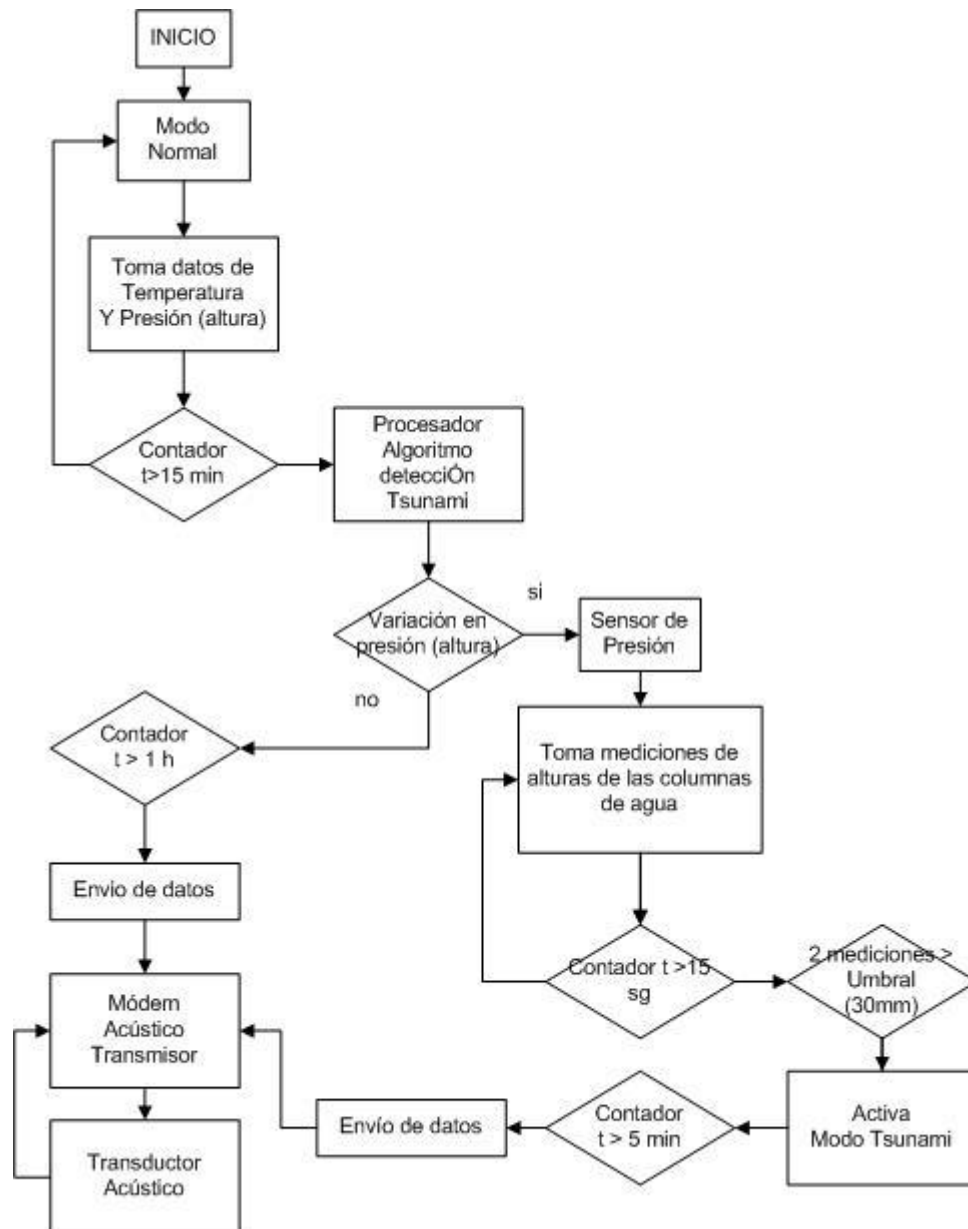 INICIO
Modo
Normal
Toma datos de
Temperatura
Y Presión (altura)
Contador
t>15 min
Procesador
Algoritmo
detecciÓn
Tsunami
Variación en
presión (altura)
si
no
Sensor de
Presión
Contador
t > 1 h
Toma mediciones de
alturas de las columnas
de agua
Envio de datos
Contador t >15
sg
2 mediciones >
Umbral
(30mm)
Módem
Acústico
Transmisor
Activa
Modo Tsunami
Contador
t > 5 min
Envío de datos
Transductor
Acústico